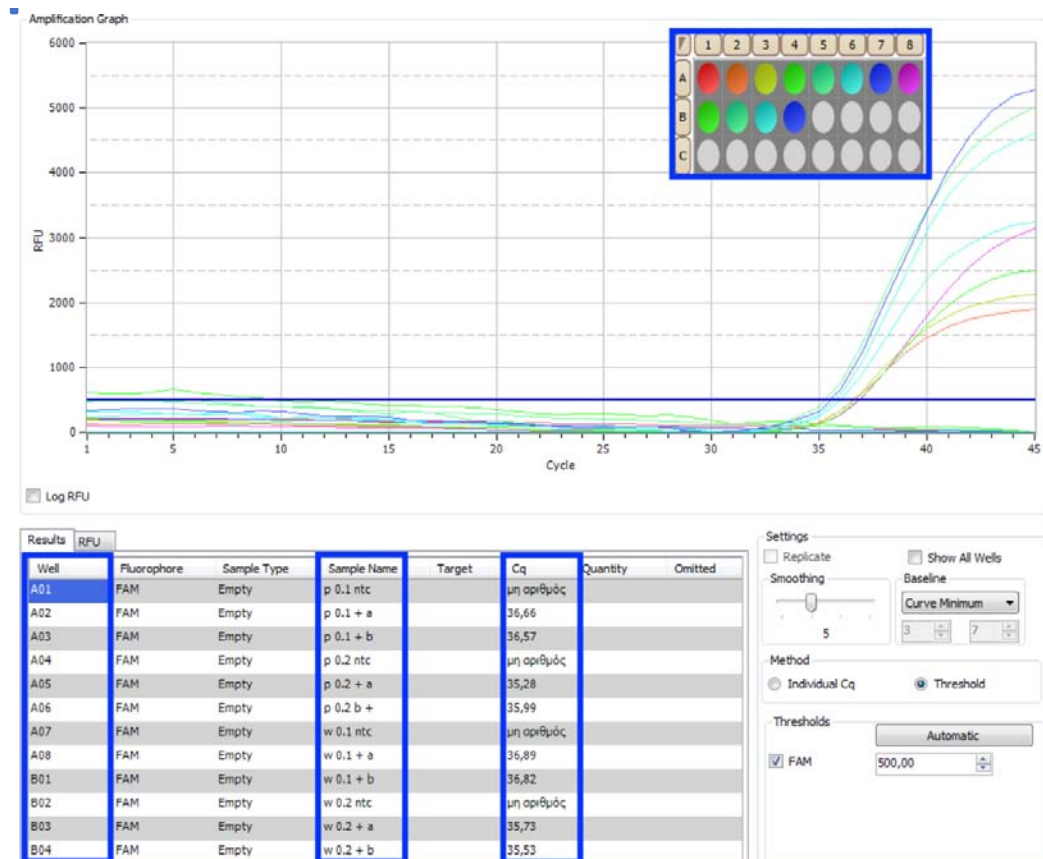 Amplification Graph
6000
5000
4000
3000
2000
1000
0
RFU
1 5 10 15 20 25 30 35 40 45
Cycle
1 2 3 4 5 6 7 8
A
B
C
Log RFU
Results RFU
Well Fluorophore Sample Type Sample Name Target Cq Quantity Omitted
A01 FAM Empty p 0.1 ntc μη αριθμός
A02 FAM Empty p 0.1 + a 36,66
A03 FAM Empty p 0.1 + b 36,57
A04 FAM Empty p 0.2 ntc μη αριθμός
A05 FAM Empty p 0.2 + a 35,28
A06 FAM Empty p 0.2 b + 35,99
A07 FAM Empty w 0.1 ntc μη αριθμός
A08 FAM Empty w 0.1 + a 36,89
B01 FAM Empty w 0.1 + b 36,82
B02 FAM Empty w 0.2 ntc μη αριθμός
B03 FAM Empty w 0.2 + a 35,73
B04 FAM Empty w 0.2 + b 35,53
Settings
Replicate Show All Wells
Smoothing Baseline
Curve Minimum
5 3 7
Method
Individual Cq Threshold
Thresholds
Automatic
FAM 500,00